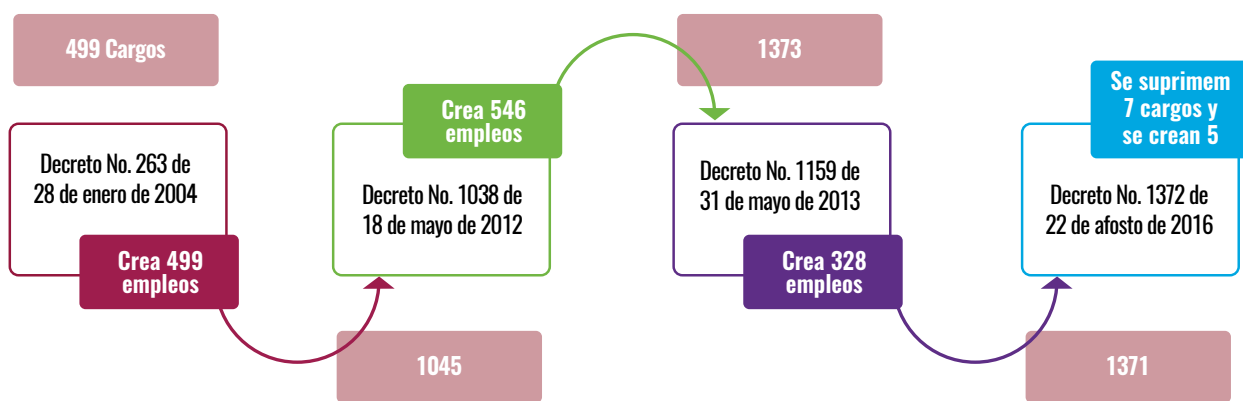 499 Cargos
Decreto No. 263 de
28 de enero de 2004
Crea 499
empleos
Crea 546
empleos
Decreto No. 1038 de
18 de mayo de 2012
1045
1373
Decreto No. 1159 de
31 de mayo de 2013
Crea 328
empleos
Se suprimem
7 cargos y
se crean 5
Decreto No. 1372 de
22 de afosto de 2016
1371